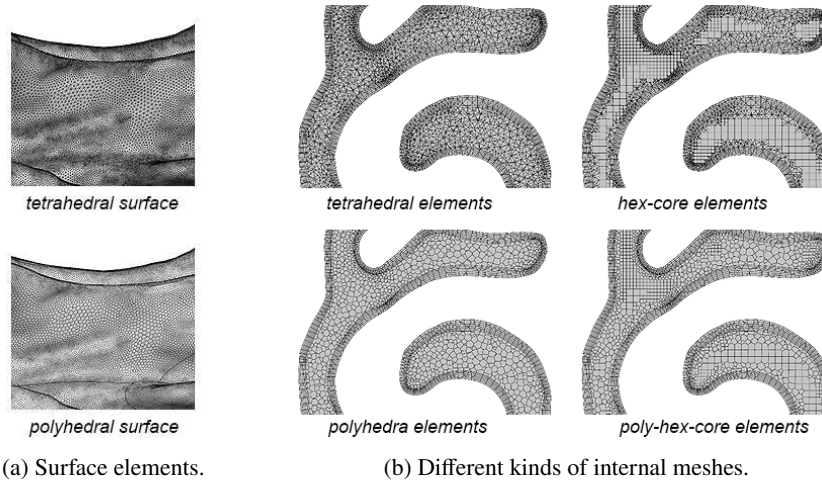 tetrahedral surface
tetrahedral elements
hex-core elements
polyhedral surface
polyhedra elements
poly-hex-core elements
(a) Surface elements.
(b) Different kinds of internal meshes.